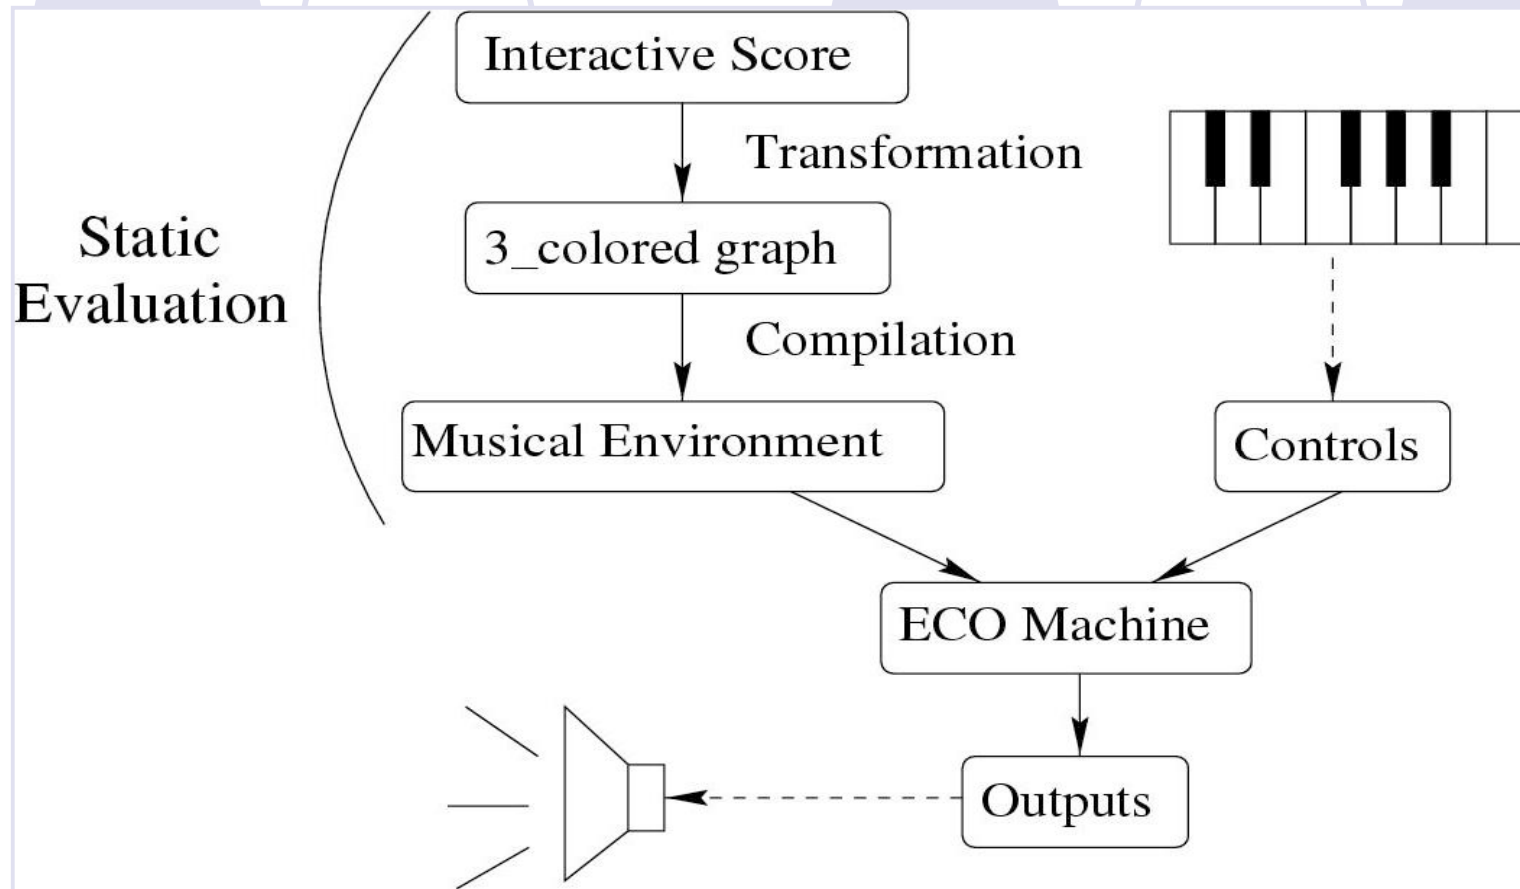 Interactive Score
Transformation
3_colored graph
Static
Evaluation
Compilation
Musical Environment
Controls
ECO Machine
Outputs